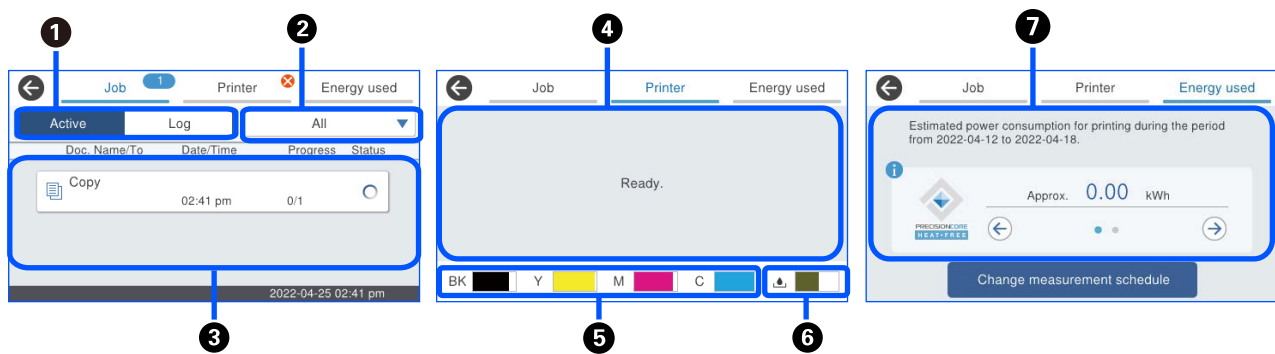 1
2
4
7
Job
1
Printer
Energy used
Active
Log
All
Doc. Name/To
Date/Time
Progress
Status
Copy
02:41 pm
0/1
2022-04-25 02:41 pm
3
Job
Printer
Energy used
Ready.
BK
Y
M
C
5
6
Job
Printer
Energy used
Estimated power consumption for printing during the period
from 2022-04-12 to 2022-04-18.
i
PRECISIONCORE
HEAT-FREE
Approx.
0.00
kWh
Change measurement schedule